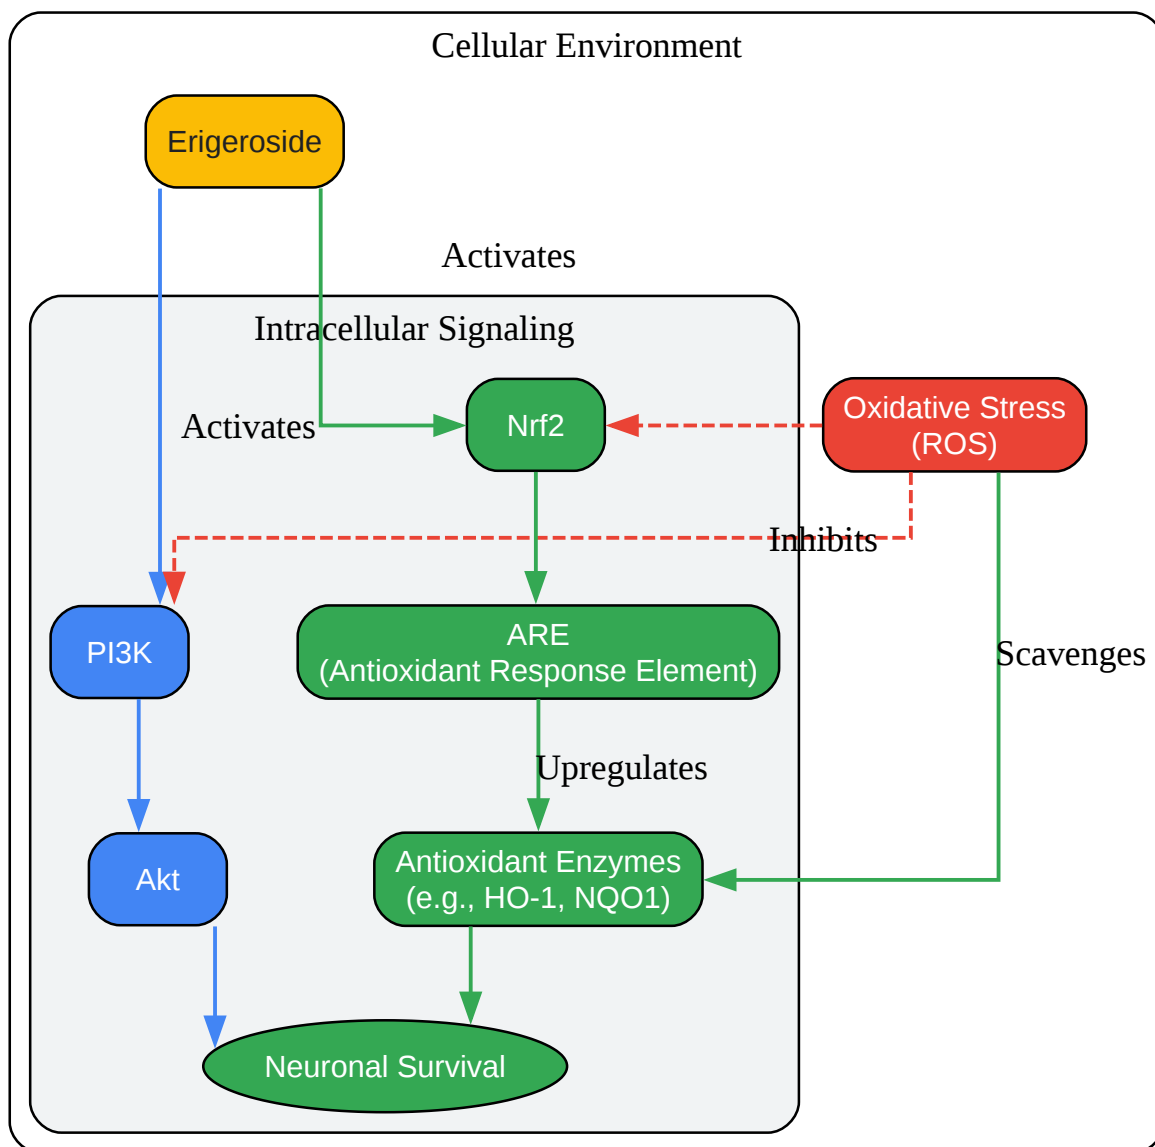 Cellular Environment
Erigeroside
Activates
Intracellular Signaling
Activates
Nrf2
Oxidative Stress
(ROS)
Inhibits
PI3K
ARE
(Antioxidant Response Element)
Scavenges
Upregulates
Akt
Antioxidant Enzymes
(e.g., HO-1, NQO1)
Neuronal Survival